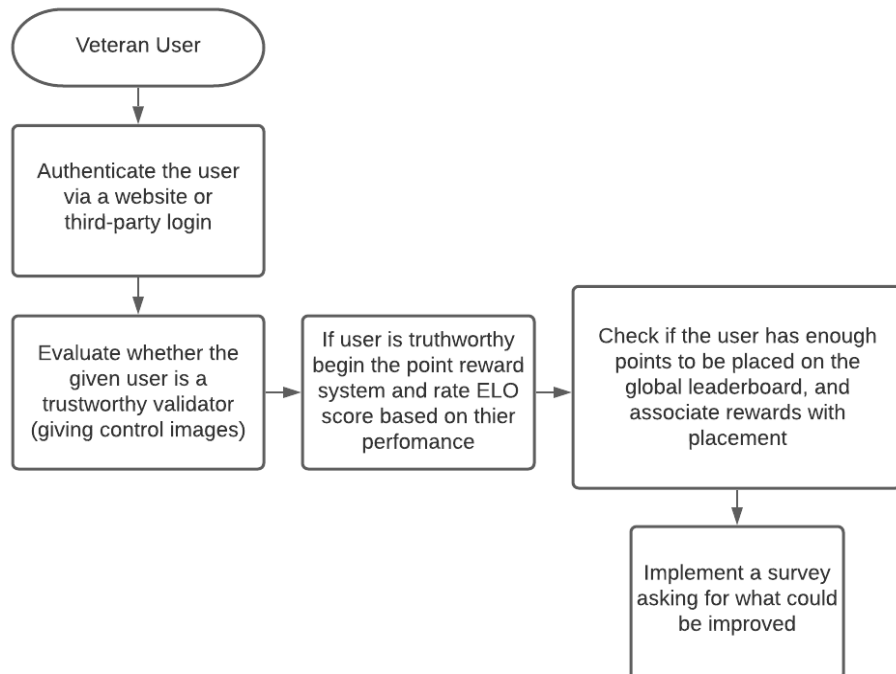 Veteran User
Authenticate the user
via a website or
third-party login
Evaluate whether the
given user is a
trustworthy validator
(giving control images)
If user is truthworthy
begin the point reward
system and rate ELO
score based on thier
perfomance
Check if the user has enough
points to be placed on the
global leaderboard, and
associate rewards with
placement
Implement a survey
asking for what could
be improved